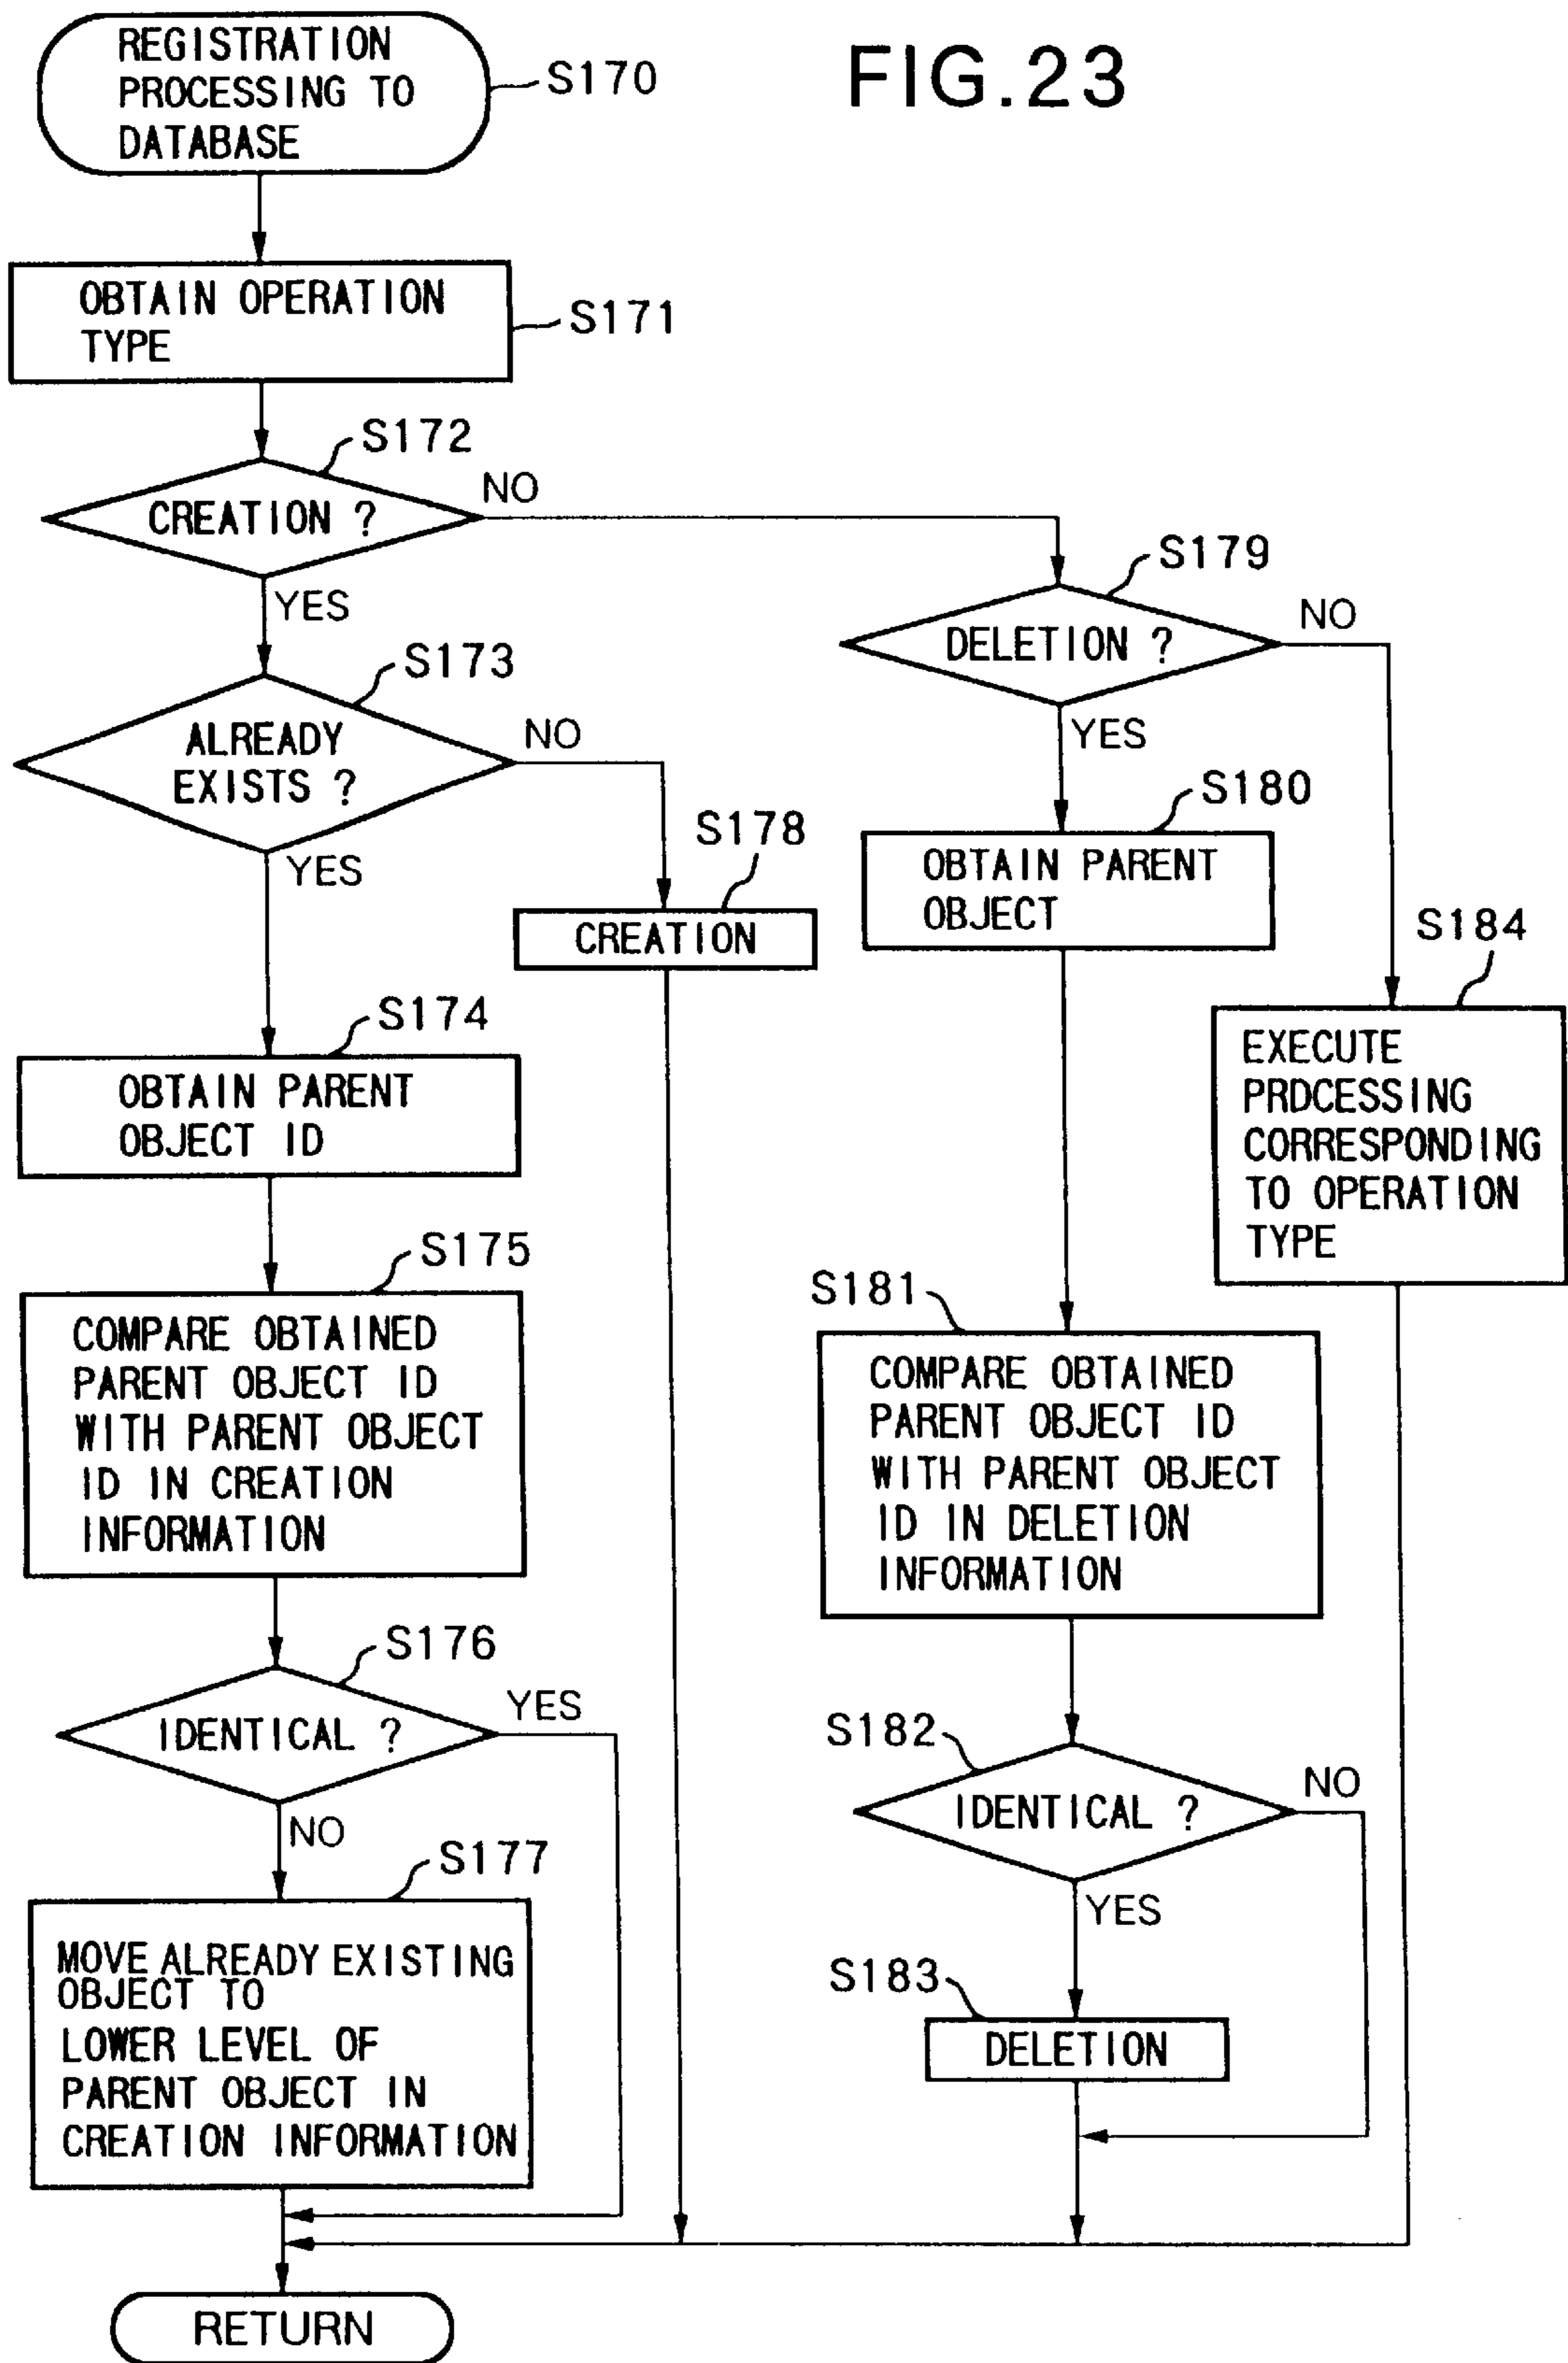 FIG.23
REGISTRATION
PROCESSING TO
DATABASE
S170
OBTAIN OPERATION
TYPE
S171
S172
CREATION ?
NO
YES
S173
ALREADY
EXISTS ?
NO
YES
S178
CREATION
S174
OBTAIN PARENT
OBJECT ID
S175
COMPARE OBTAINED
PARENT OBJECT ID
WITH PARENT OBJECT
ID IN CREATION
INFORMATION
S176
IDENTICAL ?
YES
NO
S177
MOVE ALREADY EXISTING
OBJECT TO
LOWER LEVEL OF
PARENT OBJECT IN
CREATION INFORMATION
RETURN
S179
DELETION ?
NO
YES
S180
OBTAIN PARENT
OBJECT
S184
EXECUTE
PRDCESSING
CORRESPONDING
TO OPERATION
TYPE
S181
COMPARE OBTAINED
PARENT OBJECT ID
WITH PARENT OBJECT
ID IN DELETION
INFORMATION
S182
IDENTICAL ?
NO
YES
S183
DELETION